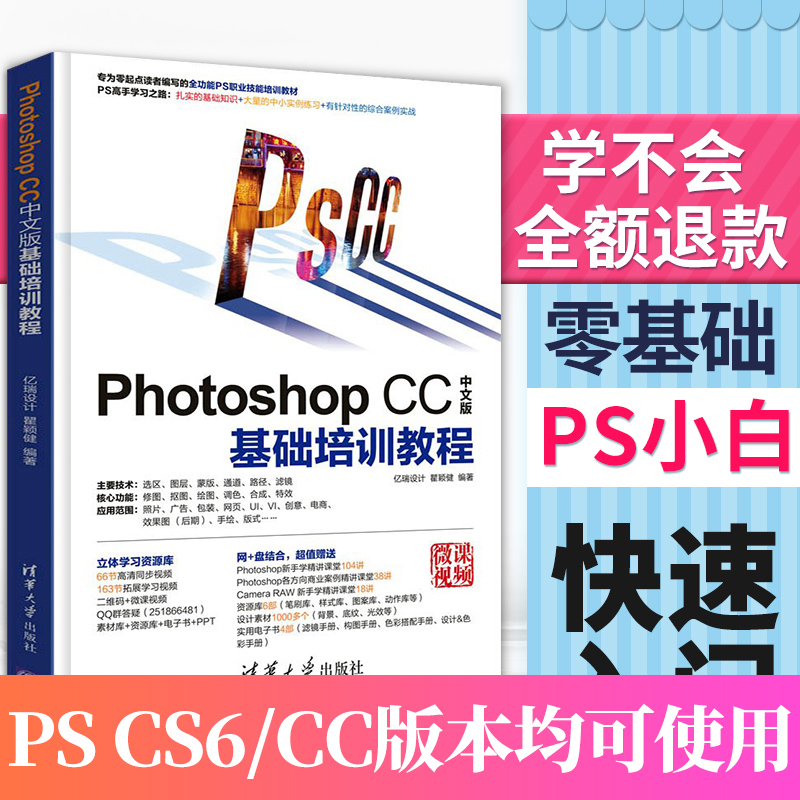 专为零起点读者编写的全功能PS职业技能培训教材
PS高手学习之路：扎实的基础知识+大量的中小实例练习+有针对性的综合案例实战
PsCC
Photoshop CC 中文版
基础培训教程
亿瑞设计 瞿颖健 编著
主要技术：选区、图层、蒙版、通道、路径、滤镜
核心功能：修图、抠图、绘图、调色、合成、特效
应用范围：照片、广告、包装、网页、UI、VI、创意、电商、
效果图（后期）、手绘、版式……
立体学习资源库
66节高清同步视频
163节拓展学习视频
二维码+微课视频
QQ群答疑（251866481）
素材库+资源库+电子书+PPT
网+盘结合，超值赠送
Photoshop新手学精讲课堂104讲
Photoshop各方向商业案例精讲课堂38讲
Camera RAW 新手学精讲课堂18讲
资源库6部（笔刷库、样式库、图案库、动作库等）
设计素材1000多个（背景、底纹、光效等）
实用电子书4部（滤镜手册、构图手册、色彩搭配手册、设计&色
彩手册）
微课
视频
清华大学出版社
Photoshop CC中文版基础培训教程
亿瑞设计 瞿颖健 编著
清华大学出版社
学不会
全额退款
零基础
PS小白
快速
入门
PS CS6/CC版本均可使用